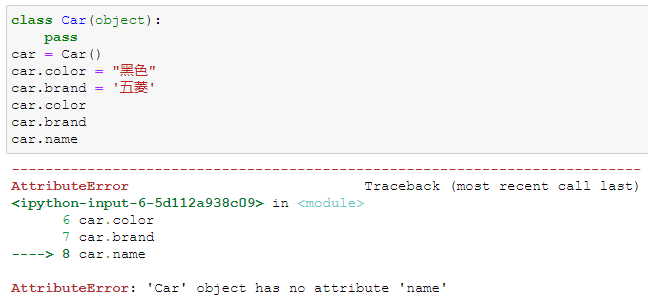 class Car(object):
    pass
car = Car()
car.color = "黑色"
car.brand = '五菱'
car.color
car.brand
car.name
---------------------------------------------------------------------------
AttributeError                            Traceback (most recent call last)
<ipython-input-6-5d112a938c09> in <module>
      6 car.color
      7 car.brand
----> 8 car.name
AttributeError: 'Car' object has no attribute 'name'